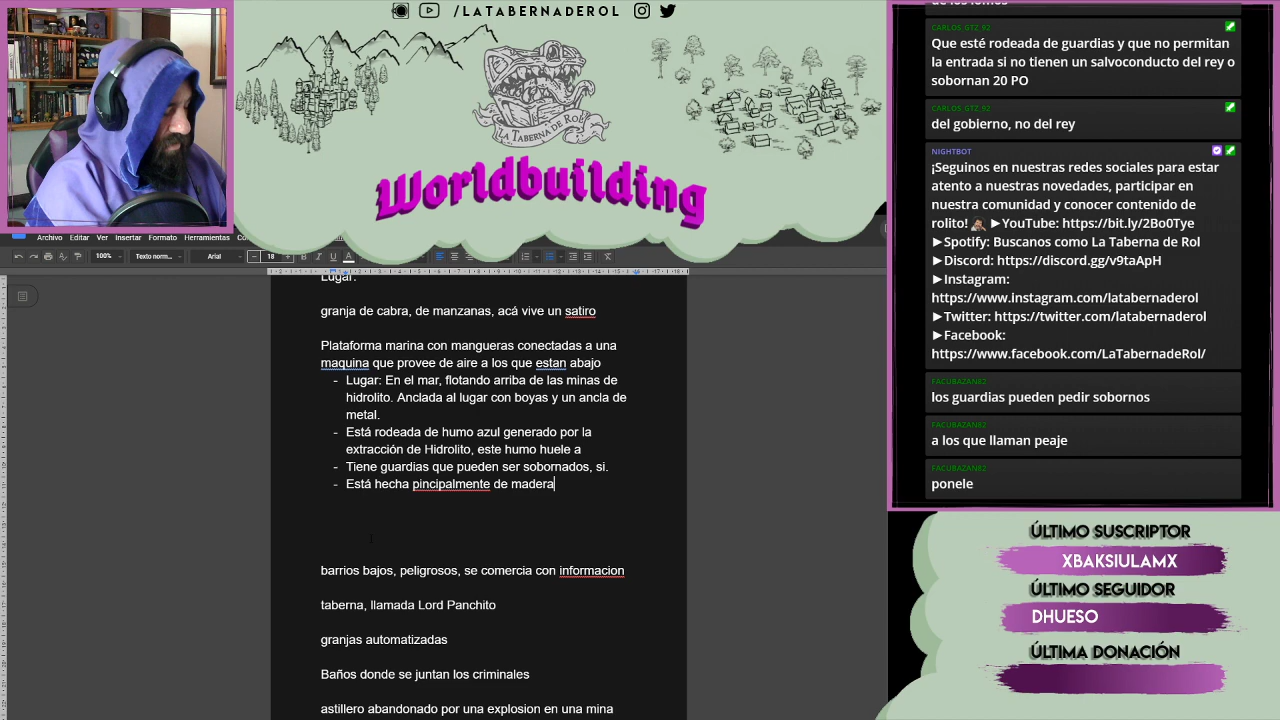 /LATABERNADEROL
LA TABERNA DE ROL
Worldbuilding
Archivo Editar Ver Insertar Formato Herramientas
100% Texto norm... Arial 18
Lugar:
granja de cabra, de manzanas, acá vive un satiro
Plataforma marina con mangueras conectadas a una
maquina que provee de aire a los que estan abajo
- Lugar: En el mar, flotando arriba de las minas de
hidrolito. Anclada al lugar con boyas y un ancla de
metal.
- Está rodeada de humo azul generado por la
extracción de Hidrolito, este humo huele a
- Tiene guardias que pueden ser sobornados, si.
- Está hecha pincipalmente de madera
barrios bajos, peligrosos, se comercia con informacion
taberna, llamada Lord Panchito
granjas automatizadas
Baños donde se juntan los criminales
astillero abandonado por una explosion en una mina
de los lomos
CARLOS_GTZ_92
Que esté rodeada de guardias y que no permitan
la entrada si no tienen un salvoconducto del rey o
sobornan 20 PO
CARLOS_GTZ_92
del gobierno, no del rey
NIGHTBOT
¡Seguinos en nuestras redes sociales para estar
atento a nuestras novedades, participar en
nuestra comunidad y conocer contenido de
rolito! ►YouTube: https://bit.ly/2Bo0Tye
►Spotify: Buscanos como La Taberna de Rol
►Discord: https://discord.gg/v9taApH
►Instagram:
https://www.instagram.com/latabernaderol
►Twitter: https://twitter.com/latabernaderol
►Facebook:
https://www.facebook.com/LaTabernadeRol/
FACUBAZAN82
los guardias pueden pedir sobornos
FACUBAZAN82
a los que llaman peaje
FACUBAZAN82
ponele
ÚLTIMO SUSCRIPTOR
XBAKSIULAMX
ÚLTIMO SEGUIDOR
DHUESO
ÚLTIMA DONACIÓN